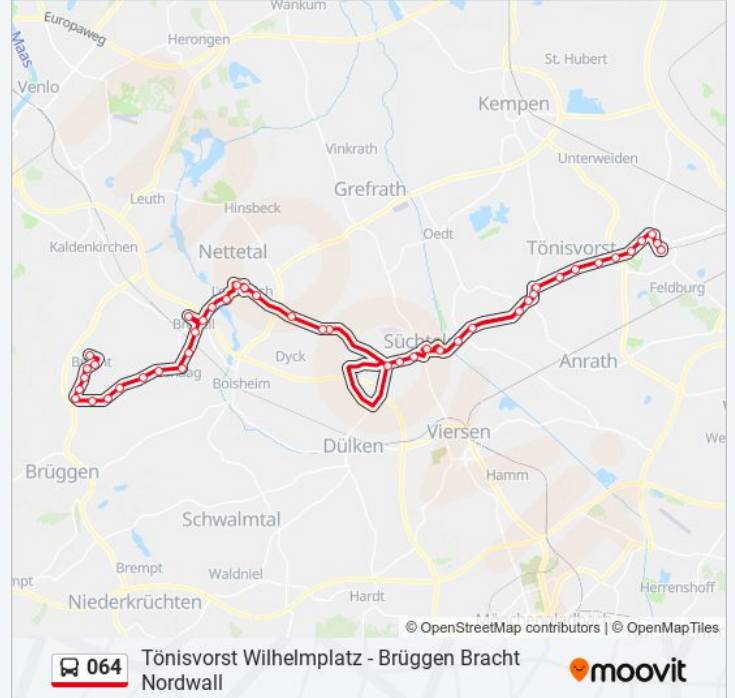 Wankum
Europaweg
Herongen
Maas
St. Hubert
Venlo
Kempen
Vinkrath
Unterweiden
Grefrath
Leuth
Hinsbeck
Oedt
Kaldenkirchen
Nettetal
Tönisvorst
Feldburg
Dyck
Anrath
Boisheim
Viersen
Dülken
Brüggen
Hamm
Schwalmtal
Brempt
Waldniel
Herrenshoff
Niederkrüchten
Hardt
© OpenStreetMap contributors | © OpenMapTiles
064
Tönisvorst Wilhelmplatz - Brüggen Bracht
Nordwall
moovit